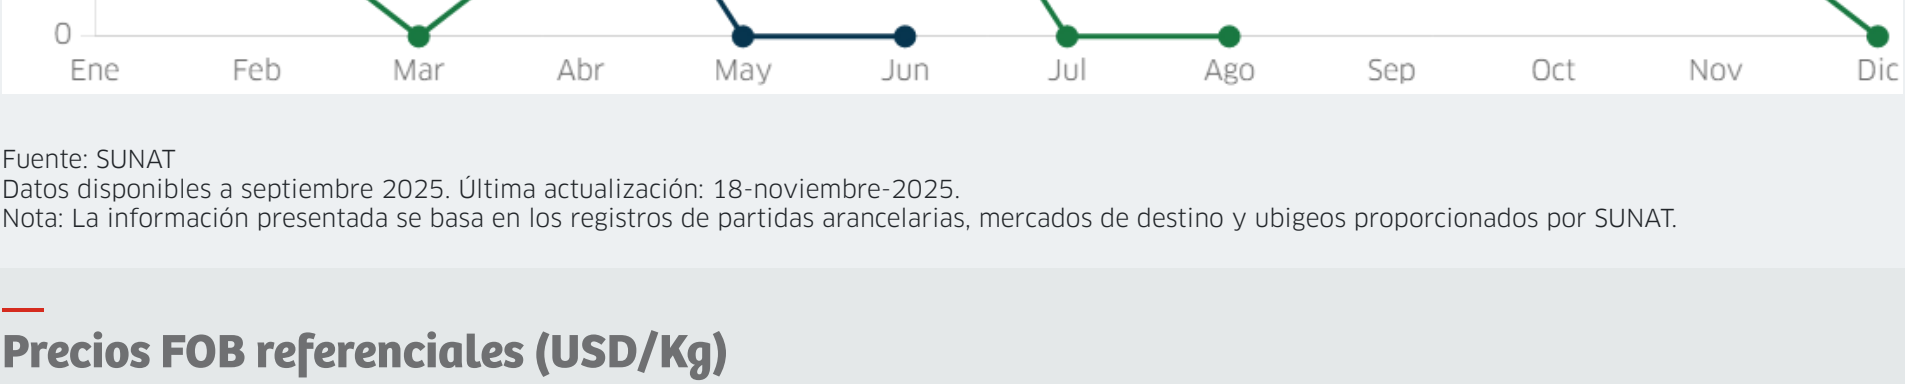 0
Ene Feb Mar Abr May Jun Jul Ago Sep Oct Nov Dic
Fuente: SUNAT
Datos disponibles a septiembre 2025. Última actualización: 18-noviembre-2025.
Nota: La información presentada se basa en los registros de partidas arancelarias, mercados de destino y ubigeos proporcionados por SUNAT.
Precios FOB referenciales (USD/Kg)